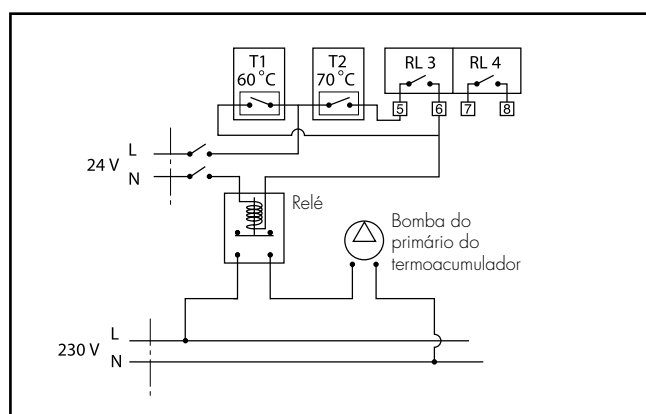 T1
60 °C
T2
70 °C
RL 3
RL 4
5
6
7
8
24 V
L
N
Relé
Bomba do
primário do
termoacumulador
230 V
L
N